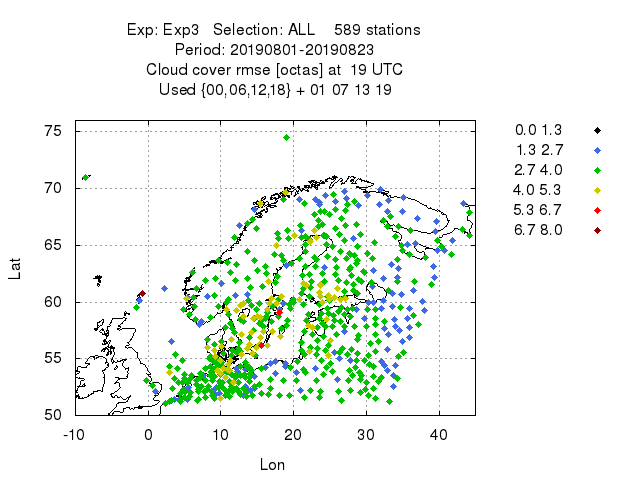 Exp: Exp3 Selection: ALL 589 stations
Period: 20190801-20190823
Cloud cover rmse [octas] at 19 UTC
Used {00,06,12,18} + 01 07 13 19
75
70
65
60
55
50
Lat
-10 0 10 20 30 40
Lon
0.0 1.3
1.3 2.7
2.7 4.0
4.0 5.3
5.3 6.7
6.7 8.0